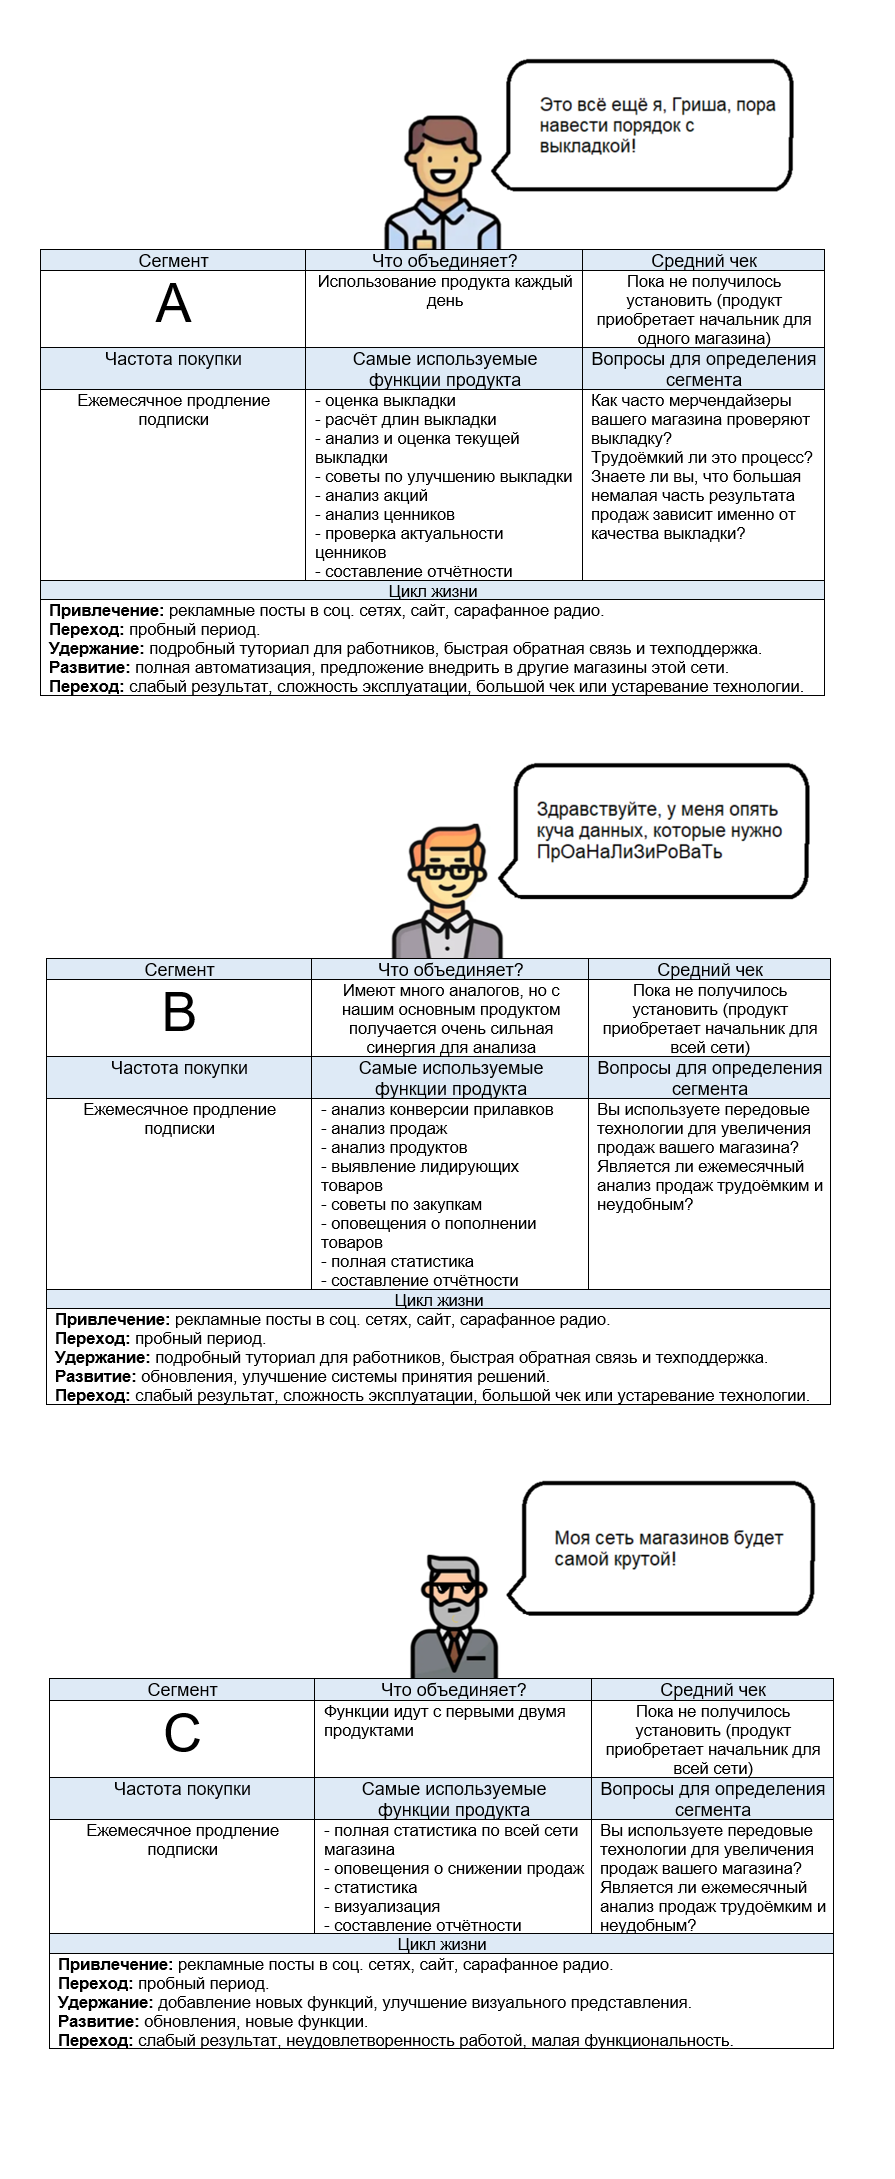 Это всё ещё я, Гриша, пора
навести порядок с
выкладкой!
Сегмент
Что объединяет?
Средний чек
A
Использование продукта каждый
день
Пока не получилось
установить (продукт
приобретает начальник для
одного магазина)
Частота покупки
Самые используемые
функции продукта
Вопросы для определения
сегмента
Ежемесячное продление
подписки
- оценка выкладки
- расчёт длин выкладки
- анализ и оценка текущей
выкладки
- советы по улучшению выкладки
- анализ акций
- анализ ценников
- проверка актуальности
ценников
- составление отчётности
Как часто мерчендайзеры
вашего магазина проверяют
выкладку?
Трудоёмкий ли это процесс?
Знаете ли вы, что большая
немалая часть результата
продаж зависит именно от
качества выкладки?
Цикл жизни
Привлечение: рекламные посты в соц. сетях, сайт, сарафанное радио.
Переход: пробный период.
Удержание: подробный туториал для работников, быстрая обратная связь и техподдержка.
Развитие: полная автоматизация, предложение внедрить в другие магазины этой сети.
Переход: слабый результат, сложность эксплуатации, большой чек или устаревание технологии.
Здравствуйте, у меня опять
куча данных, которые нужно
ПрОаНаЛиЗиРоВаТь
Сегмент
Что объединяет?
Средний чек
B
Имеют много аналогов, но с
нашим основным продуктом
получается очень сильная
синергия для анализа
Пока не получилось
установить (продукт
приобретает начальник для
всей сети)
Частота покупки
Самые используемые
функции продукта
Вопросы для определения
сегмента
Ежемесячное продление
подписки
- анализ конверсии прилавков
- анализ продаж
- анализ продуктов
- выявление лидирующих
товаров
- советы по закупкам
- оповещения о пополнении
товаров
- полная статистика
- составление отчётности
Вы используете передовые
технологии для увеличения
продаж вашего магазина?
Является ли ежемесячный
анализ продаж трудоёмким и
неудобным?
Цикл жизни
Привлечение: рекламные посты в соц. сетях, сайт, сарафанное радио.
Переход: пробный период.
Удержание: подробный туториал для работников, быстрая обратная связь и техподдержка.
Развитие: обновления, улучшение системы принятия решений.
Переход: слабый результат, сложность эксплуатации, большой чек или устаревание технологии.
Моя сеть магазинов будет
самой крутой!
Сегмент
Что объединяет?
Средний чек
C
Функции идут с первыми двумя
продуктами
Пока не получилось
установить (продукт
приобретает начальник для
всей сети)
Частота покупки
Самые используемые
функции продукта
Вопросы для определения
сегмента
Ежемесячное продление
подписки
- полная статистика по всей сети
магазина
- оповещения о снижении продаж
- статистика
- визуализация
- составление отчётности
Вы используете передовые
технологии для увеличения
продаж вашего магазина?
Является ли ежемесячный
анализ продаж трудоёмким и
неудобным?
Цикл жизни
Привлечение: рекламные посты в соц. сетях, сайт, сарафанное радио.
Переход: пробный период.
Удержание: добавление новых функций, улучшение визуального представления.
Развитие: обновления, новые функции.
Переход: слабый результат, неудовлетворенность работой, малая функциональность.